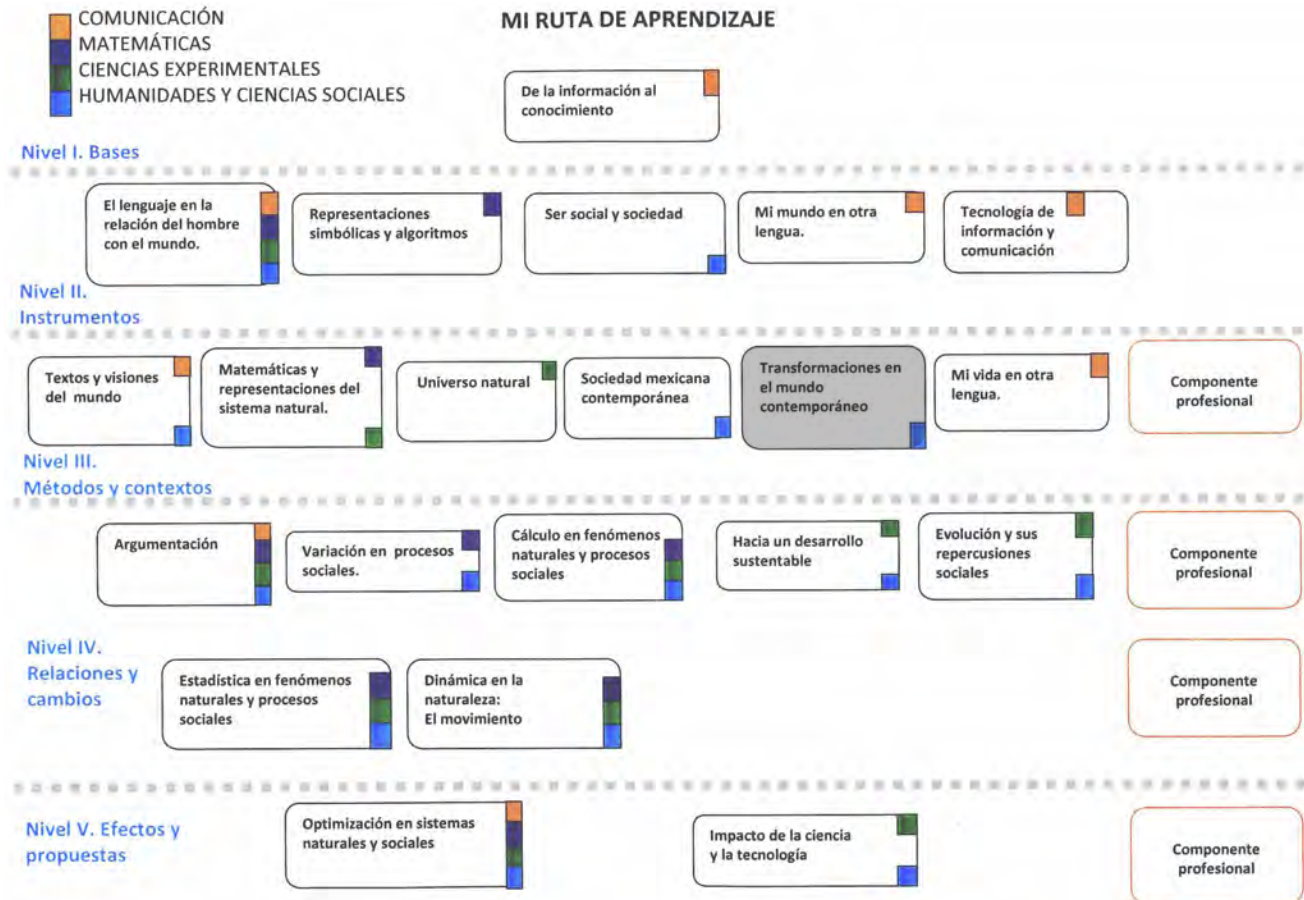 COMUNICACIÓN
MATEMÁTICAS
CIENCIAS EXPERIMENTALES
HUMANIDADES Y CIENCIAS SOCIALES
MI RUTA DE APRENDIZAJE
De la información al
conocimiento
Nivel I. Bases
El lenguaje en la
relación del hombre
con el mundo.
Representaciones
simbólicas y algoritmos
Ser social y sociedad
Mi mundo en otra
lengua.
Tecnología de
información y
comunicación
Nivel II.
Instrumentos
Textos y visiones
del mundo
Matemáticas y
representaciones del
sistema natural.
Universo natural
Sociedad mexicana
contemporánea
Transformaciones en
el mundo
contemporáneo
Mi vida en otra
lengua.
Componente
profesional
Nivel III.
Métodos y contextos
Argumentación
Variación en procesos
sociales.
Cálculo en fenómenos
naturales y procesos
sociales
Hacia un desarrollo
sustentable
Evolución y sus
repercusiones
sociales
Componente
profesional
Nivel IV.
Relaciones y
cambios
Estadística en fenómenos
naturales y procesos
sociales
Dinámica en la
naturaleza:
El movimiento
Componente
profesional
Nivel V. Efectos y
propuestas
Optimización en sistemas
naturales y sociales
Impacto de la ciencia
y la tecnología
Componente
profesional